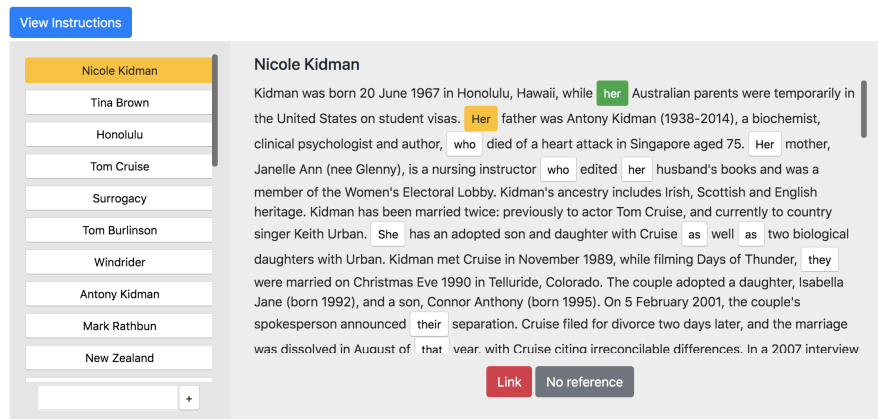 View Instructions
Nicole Kidman
Tina Brown
Honolulu
Tom Cruise
Surrogacy
Tom Burlinson
Windrider
Antony Kidman
Mark Rathbun
New Zealand
+
Nicole Kidman
Kidman was born 20 June 1967 in Honolulu, Hawaii, while her Australian parents were temporarily in
the United States on student visas. Her father was Antony Kidman (1938-2014), a biochemist,
clinical psychologist and author, who died of a heart attack in Singapore aged 75. Her mother,
Janelle Ann (nee Glenny), is a nursing instructor who edited her husband's books and was a
member of the Women's Electoral Lobby. Kidman's ancestry includes Irish, Scottish and English
heritage. Kidman has been married twice: previously to actor Tom Cruise, and currently to country
singer Keith Urban. She has an adopted son and daughter with Cruise as well as two biological
daughters with Urban. Kidman met Cruise in November 1989, while filming Days of Thunder, they
were married on Christmas Eve 1990 in Telluride, Colorado. The couple adopted a daughter, Isabella
Jane (born 1992), and a son, Connor Anthony (born 1995). On 5 February 2001, the couple's
spokesperson announced their separation. Cruise filed for divorce two days later, and the marriage
was dissolved in August of that year, with Cruise citing irreconcilable differences. In a 2007 interview
Link No reference